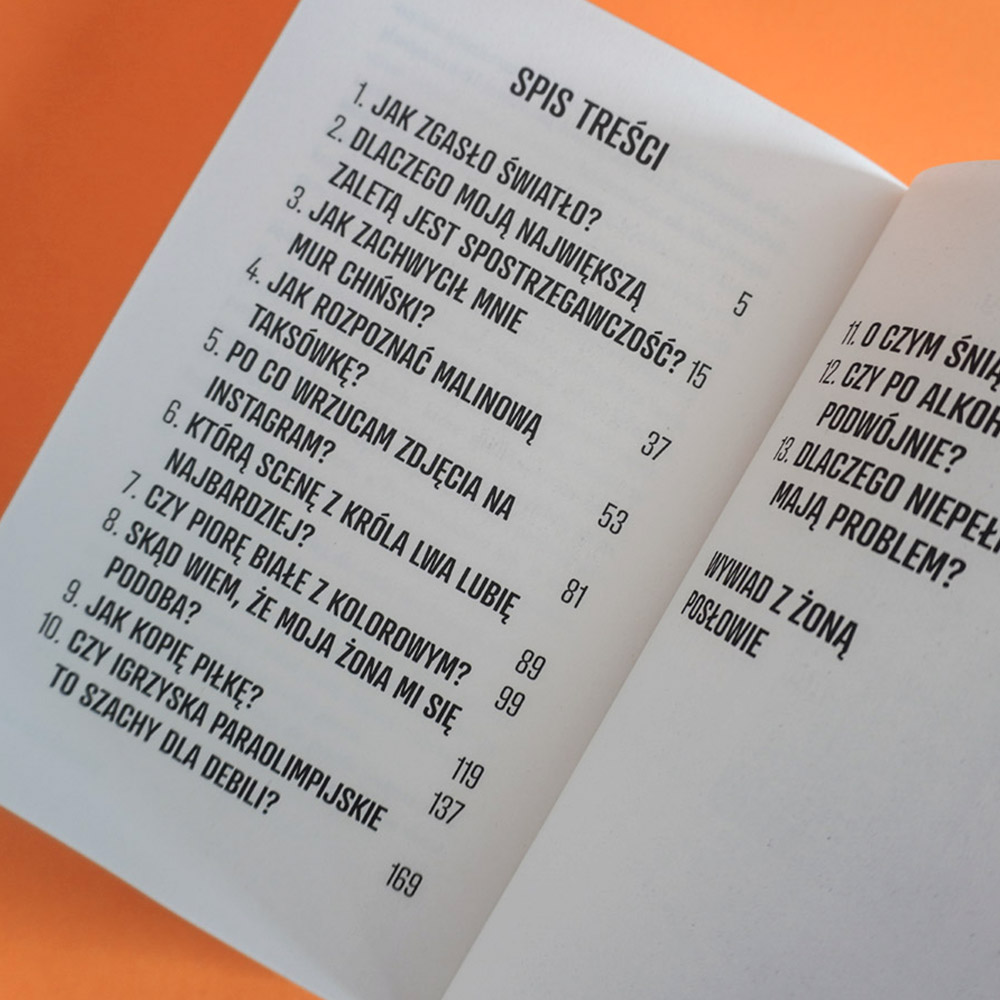 SPIS TREŚCI
1. JAK ZGASŁO ŚWIATŁO? 5
2. DLACZEGO MOJĄ NAJWIĘKSZĄ
ZALETĄ JEST SPOSTRZEGAWCZOŚĆ? 15
3. JAK ZACHWYCIŁ MNIE
MUR CHIŃSKI? 37
4. JAK ROZPOZNAĆ MALINOWĄ
TAKSÓWKĘ? 53
5. PO CO WRZUCAM ZDJĘCIA NA
INSTAGRAM? 81
6. KTÓRĄ SCENĘ Z KRÓLA LWA LUBIĘ
NAJBARDZIEJ? 89
7. CZY PIORĘ BIAŁE Z KOLOROWYM? 99
8. SKĄD WIEM, ŻE MOJA ŻONA MI SIĘ
PODOBA? 119
9. JAK KOPIĘ PIŁKĘ? 137
10. CZY IGRZYSKA PARAOLIMPIJSKIE
TO SZACHY DLA DEBILI? 169
11. O CZYM ŚNIĄ
12. CZY PO ALKOH
PODWÓJNIE?
13. DLACZEGO NIEPEŁ
MAJĄ PROBLEM?
WYWIAD Z ŻONĄ
POSŁOWIE